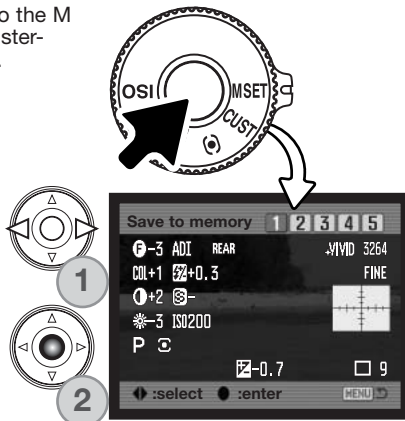 o the M
ster-
OSI MSET
CUST
Save to memory 1 2 3 4 5
F-3 ADI REAR VIVID 3264
COL+1 +0.3 FINE
+2 S-
-3 ISO200
P
-0.7 9
:select :enter MENU
1
2